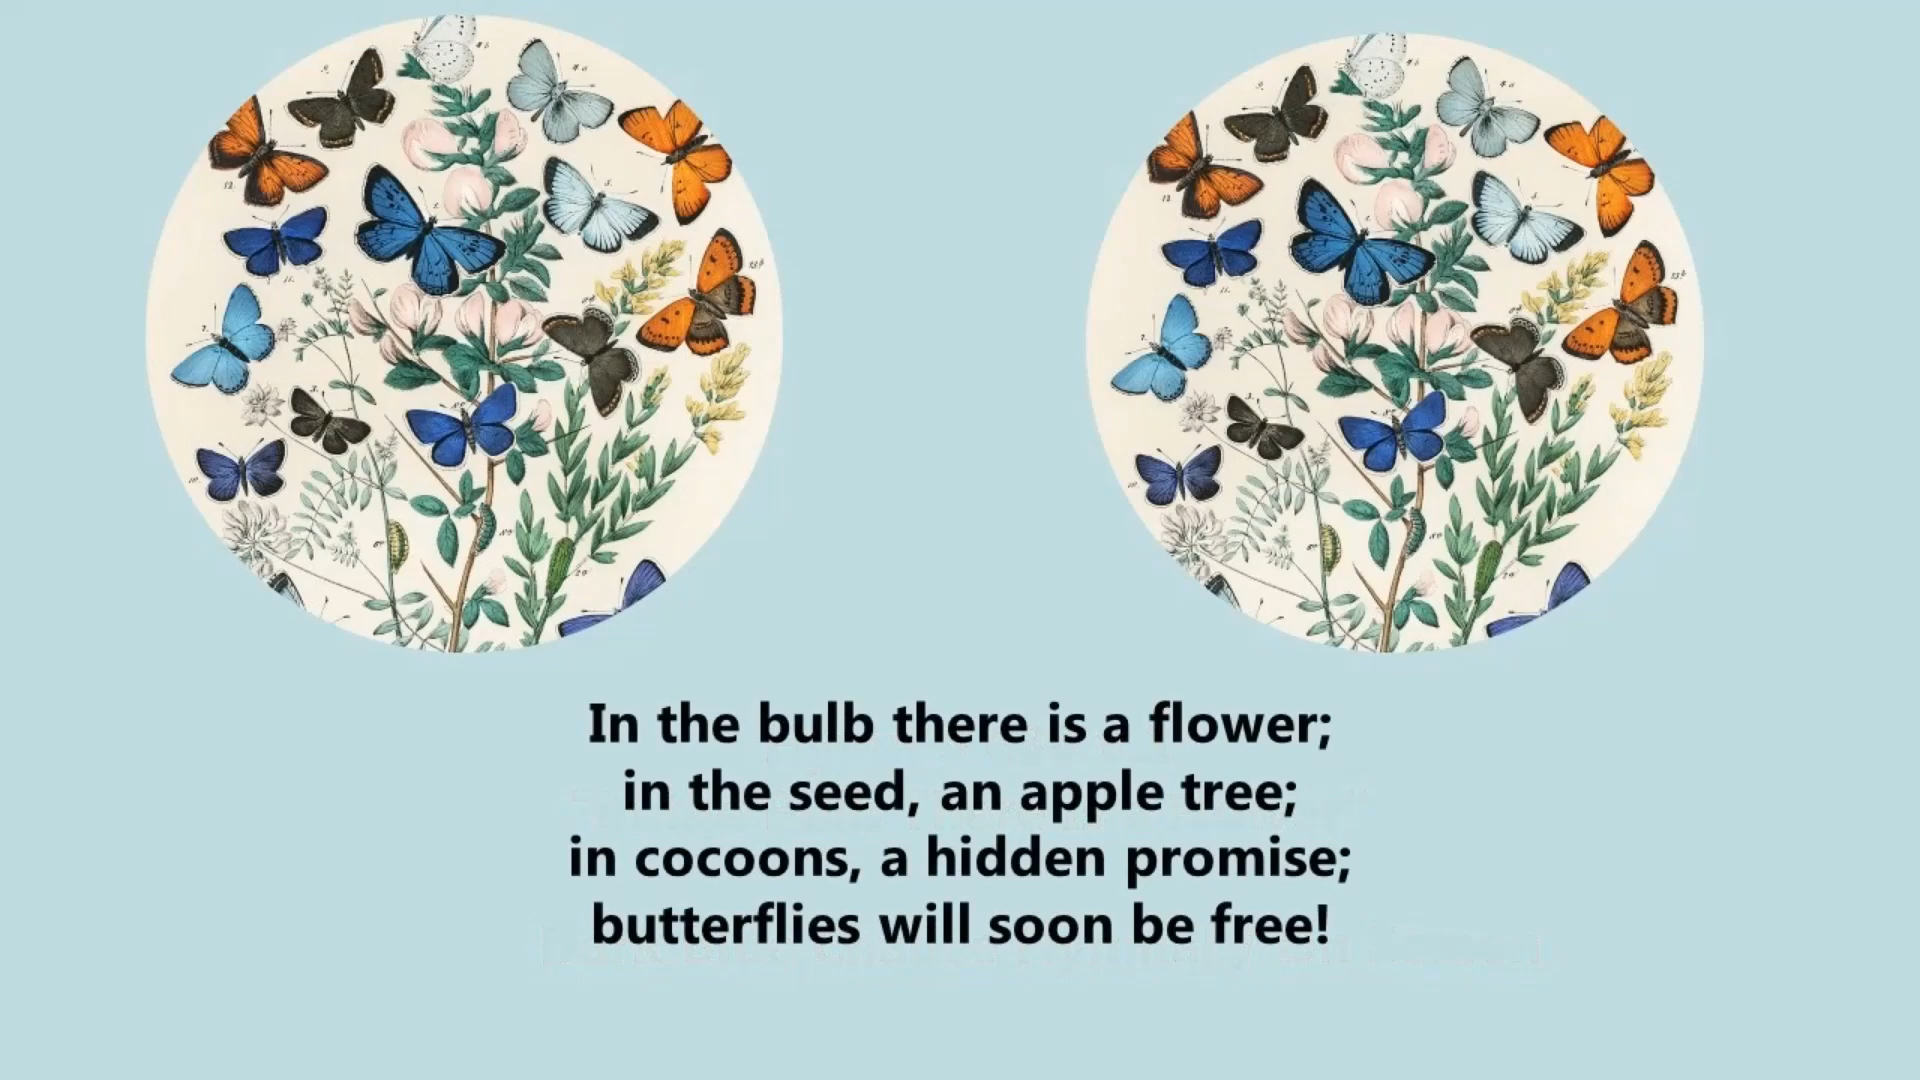 In the bulb there is a flower;
in the seed, an apple tree;
in cocoons, a hidden promise;
butterflies will soon be free!